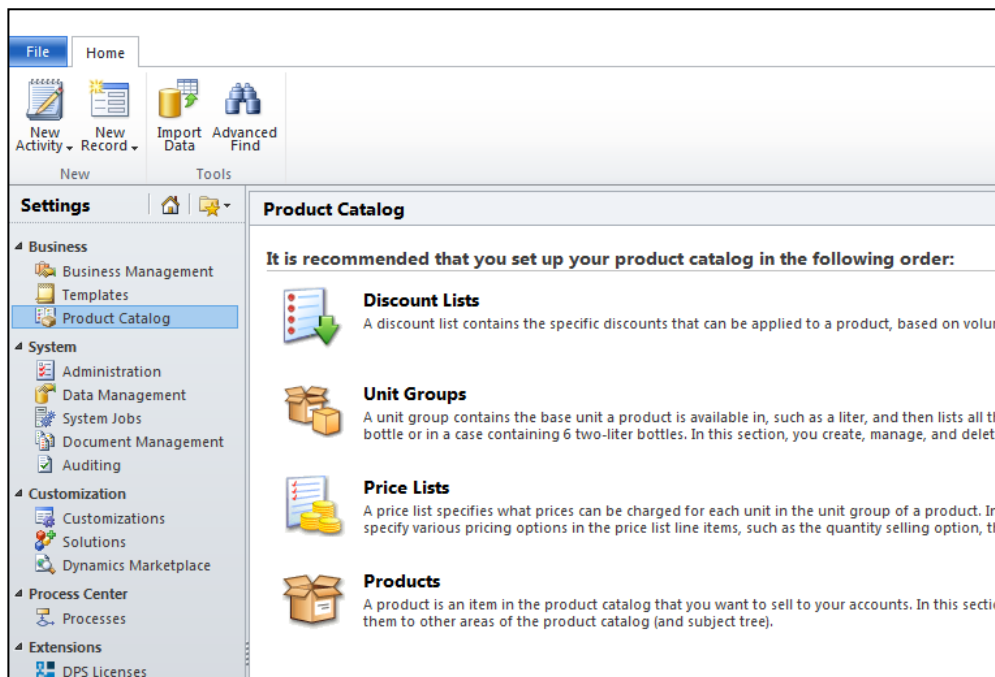 File Home
New Activity
New Record
Import Data
Advanced Find
New
Tools
Settings
Business
Business Management
Templates
Product Catalog
System
Administration
Data Management
System Jobs
Document Management
Auditing
Customization
Customizations
Solutions
Dynamics Marketplace
Process Center
Processes
Extensions
DPS Licenses
Product Catalog
It is recommended that you set up your product catalog in the following order:
Discount Lists
A discount list contains the specific discounts that can be applied to a product, based on
Unit Groups
A unit group contains the base unit a product is available in, such as a liter, and then lists all
bottle or in a case containing 6 two-liter bottles. In this section, you create, manage, and
Price Lists
A price list specifies what prices can be charged for each unit in the unit group of a product.
specify various pricing options in the price list line items, such as the quantity selling option,
Products
A product is an item in the product catalog that you want to sell to your accounts. In this
them to other areas of the product catalog (and subject tree).